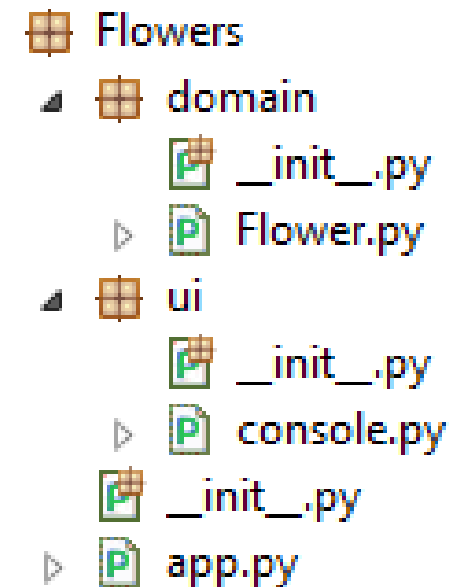 Flowers
domain
__init__.py
Flower.py
ui
__init__.py
console.py
__init__.py
app.py